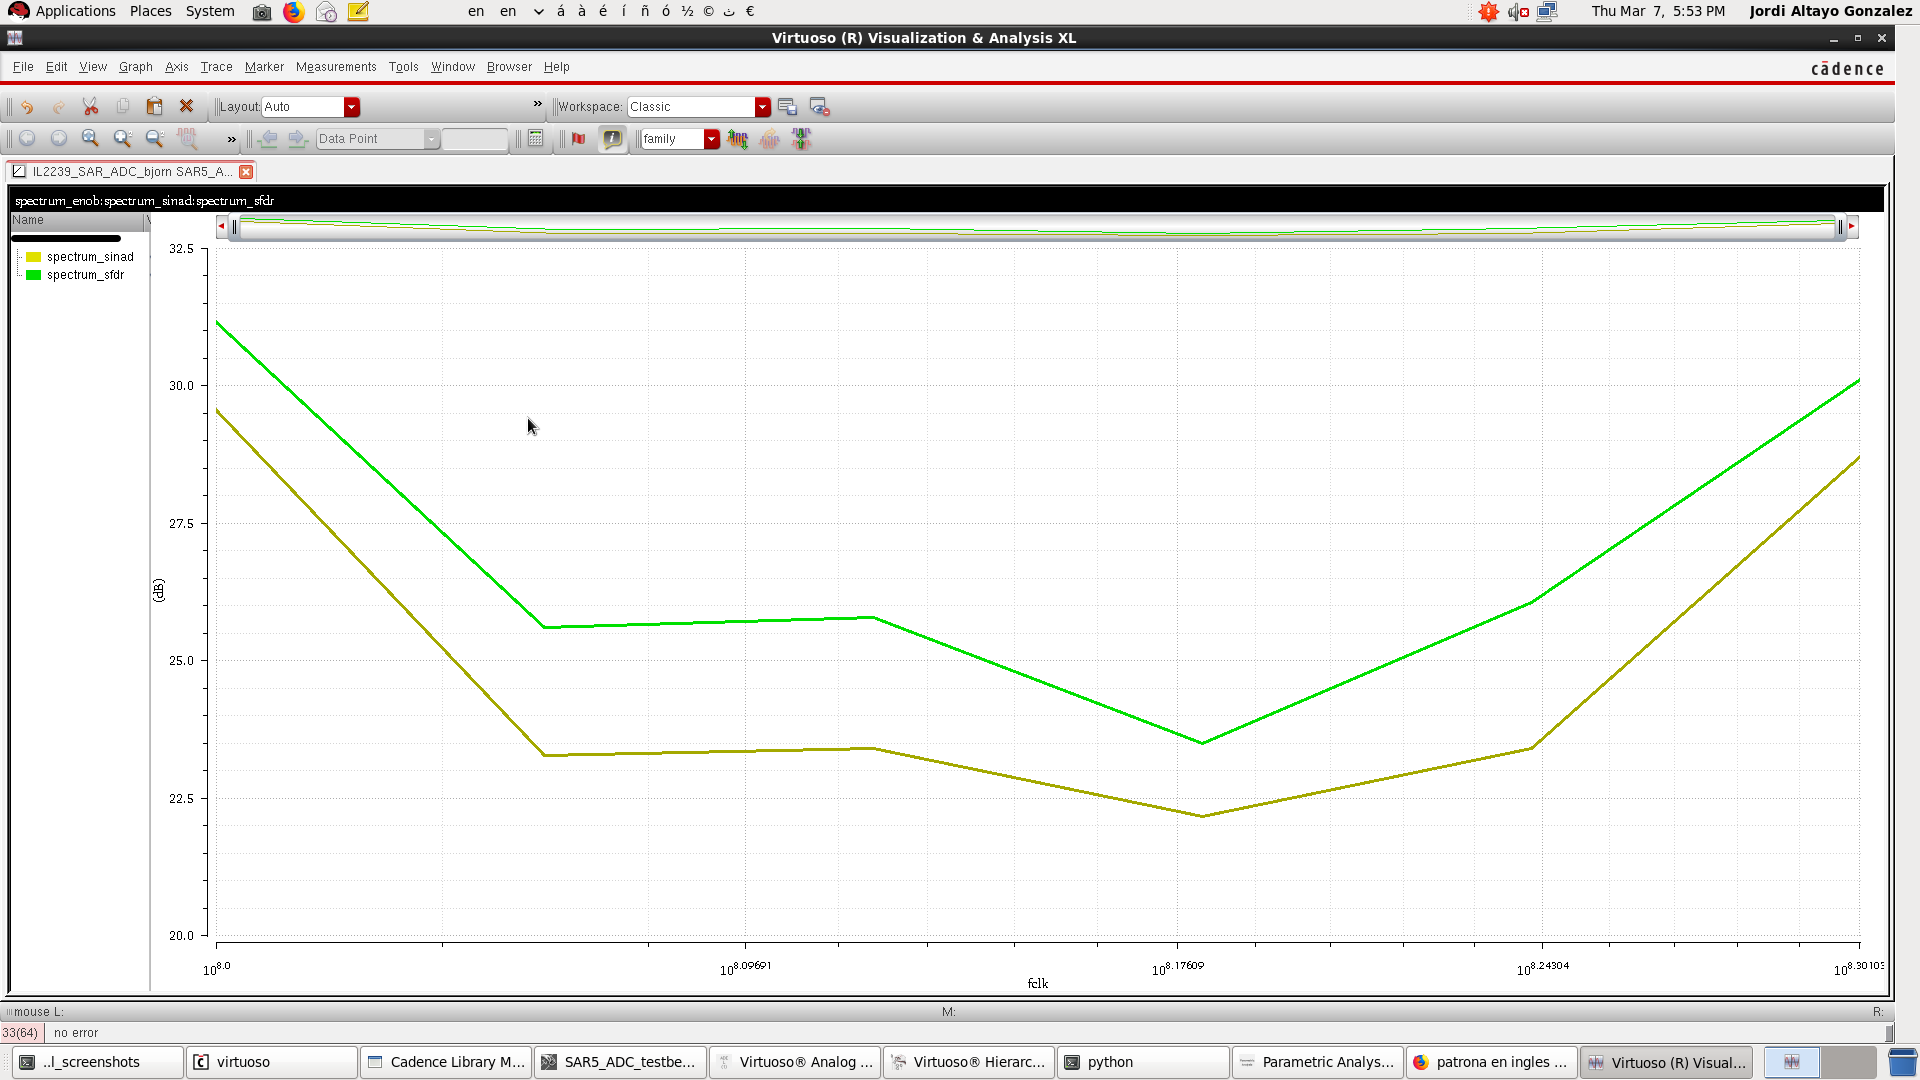 Applications Places System en en á à é í ñ ó ½ © ث € Thu Mar 7, 5:53 PM Jordi Altayo Gonzalez
Virtuoso (R) Visualization & Analysis XL
File Edit View Graph Axis Trace Marker Measurements Tools Window Browser Help cādence
Layout: Auto » Workspace: Classic
» Data Point family
IL2239_SAR_ADC_bjorn SAR5_A...
spectrum_enob:spectrum_sinad:spectrum_sfdr
Name
spectrum_sinad
spectrum_sfdr
32.5
30.0
27.5
25.0
22.5
20.0
(dB)
10^8.0 10^8.09691 10^8.17609 10^8.24304 10^8.30103
fclk
mouse L: M: R:
33(64) no error
..l_screenshots virtuoso Cadence Library M... SAR5_ADC_testbe... Virtuoso® Analog ... Virtuoso® Hierarc... python Parametric Analys... patrona en ingles ... Virtuoso (R) Visual...